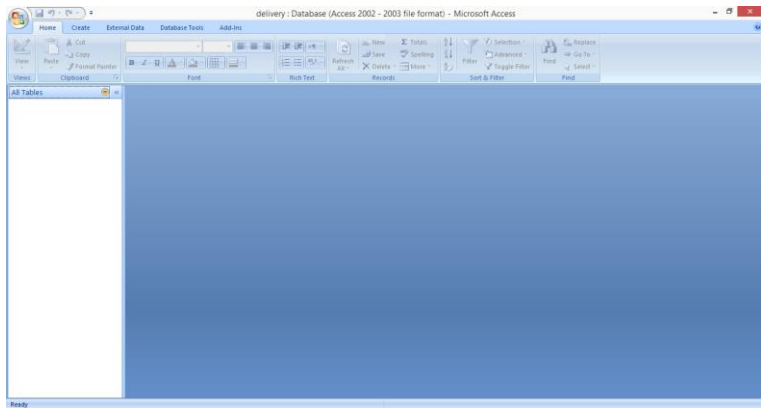 delivery : Database (Access 2002 - 2003 file format) - Microsoft Access
Home Create External Data Database Tools Add-Ins
View
Views
Paste
Cut
Copy
Format Painter
Clipboard
B I U
Font
Rich Text
Refresh All
New
Save
Delete
Totals
Spelling
More
Records
Filter
Selection
Advanced
Toggle Filter
Sort & Filter
Find
Replace
Go To
Select
Find
All Tables
Ready